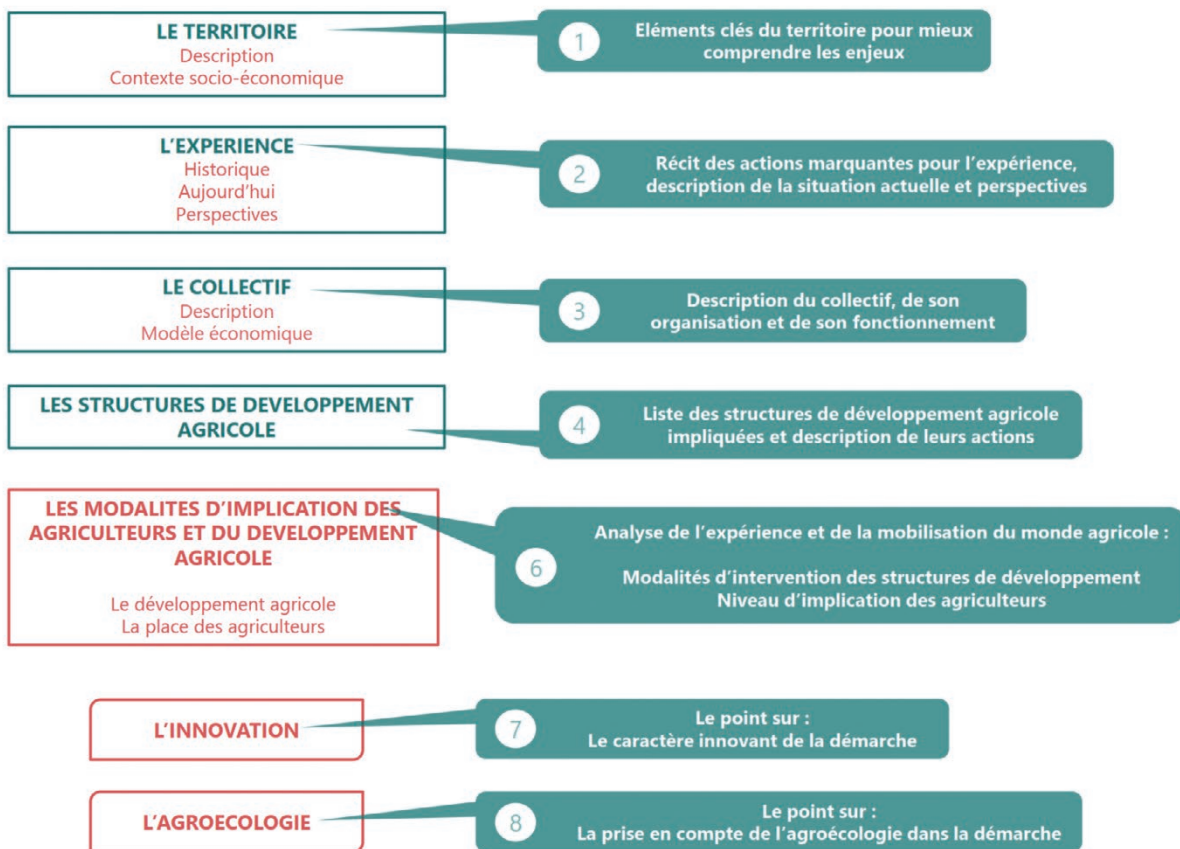 LE TERRITOIRE
Description
Contexte socio-économique
1
Eléments clés du territoire pour mieux
comprendre les enjeux
L'EXPERIENCE
Historique
Aujourd'hui
Perspectives
2
Récit des actions marquantes pour l'expérience,
description de la situation actuelle et perspectives
LE COLLECTIF
Description
Modèle économique
3
Description du collectif, de son
organisation et de son fonctionnement
LES STRUCTURES DE DEVELOPPEMENT
AGRICOLE
4
Liste des structures de développement agricole
impliquées et description de leurs actions
LES MODALITES D'IMPLICATION DES
AGRICULTEURS ET DU DEVELOPPEMENT
AGRICOLE
Le développement agricole
La place des agriculteurs
6
Analyse de l'expérience et de la mobilisation du monde agricole :
Modalités d'intervention des structures de développement
Niveau d'implication des agriculteurs
L'INNOVATION
7
Le point sur :
Le caractère innovant de la démarche
L'AGROECOLOGIE
8
Le point sur :
La prise en compte de l'agroécologie dans la démarche